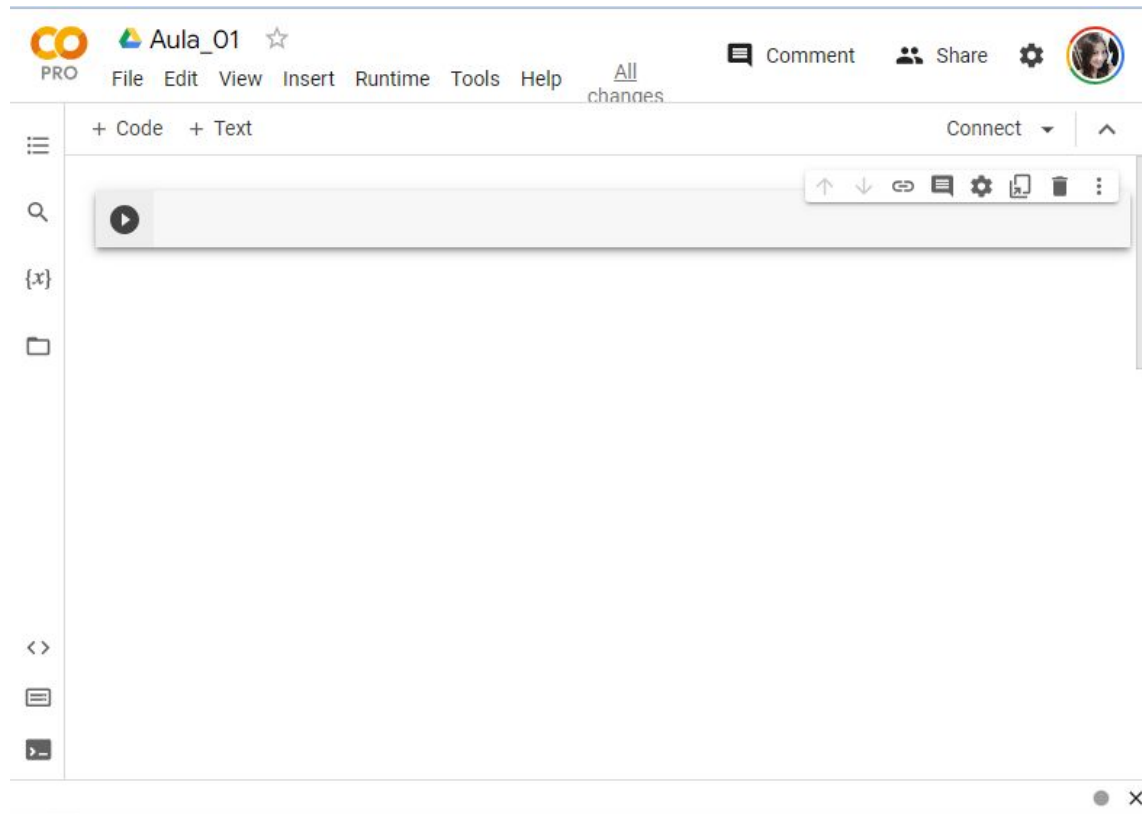 CO Aula_01
PRO
File Edit View Insert Runtime Tools Help All changes
Comment Share
+ Code + Text Connect
{x}